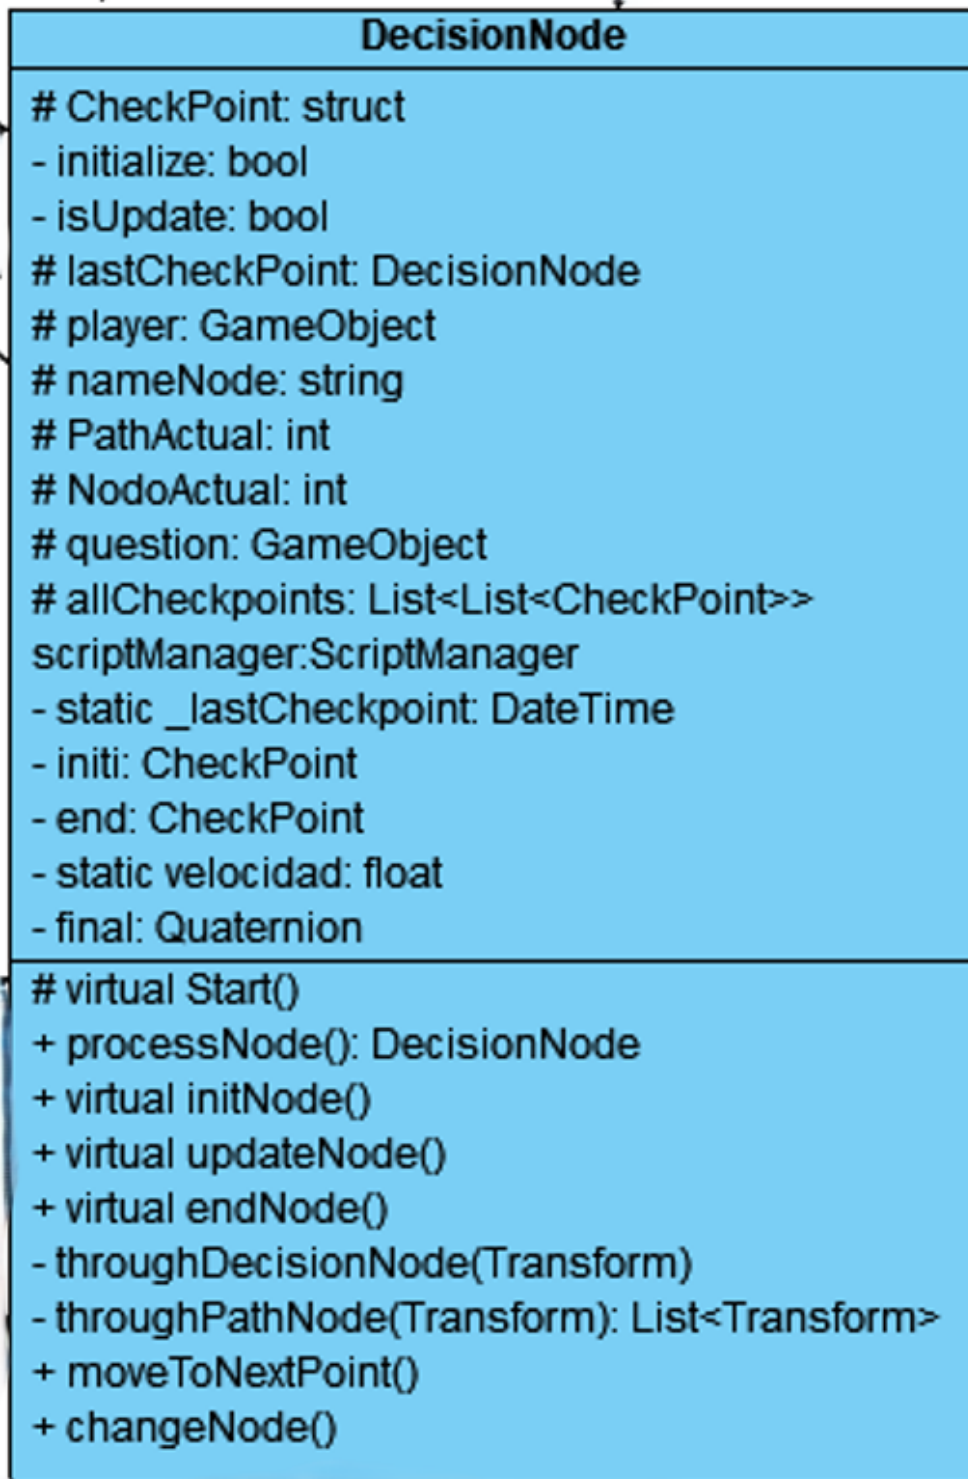 DecisionNode
# CheckPoint: struct
- initialize: bool
- isUpdate: bool
# lastCheckPoint: DecisionNode
# player: GameObject
# nameNode: string
# PathActual: int
# NodoActual: int
# question: GameObject
# allCheckpoints: List<List<CheckPoint>>
scriptManager:ScriptManager
- static _lastCheckpoint: DateTime
- initi: CheckPoint
- end: CheckPoint
- static velocidad: float
- final: Quaternion
# virtual Start()
+ processNode(): DecisionNode
+ virtual initNode()
+ virtual updateNode()
+ virtual endNode()
- throughDecisionNode(Transform)
- throughPathNode(Transform): List<Transform>
+ moveToNextPoint()
+ changeNode()